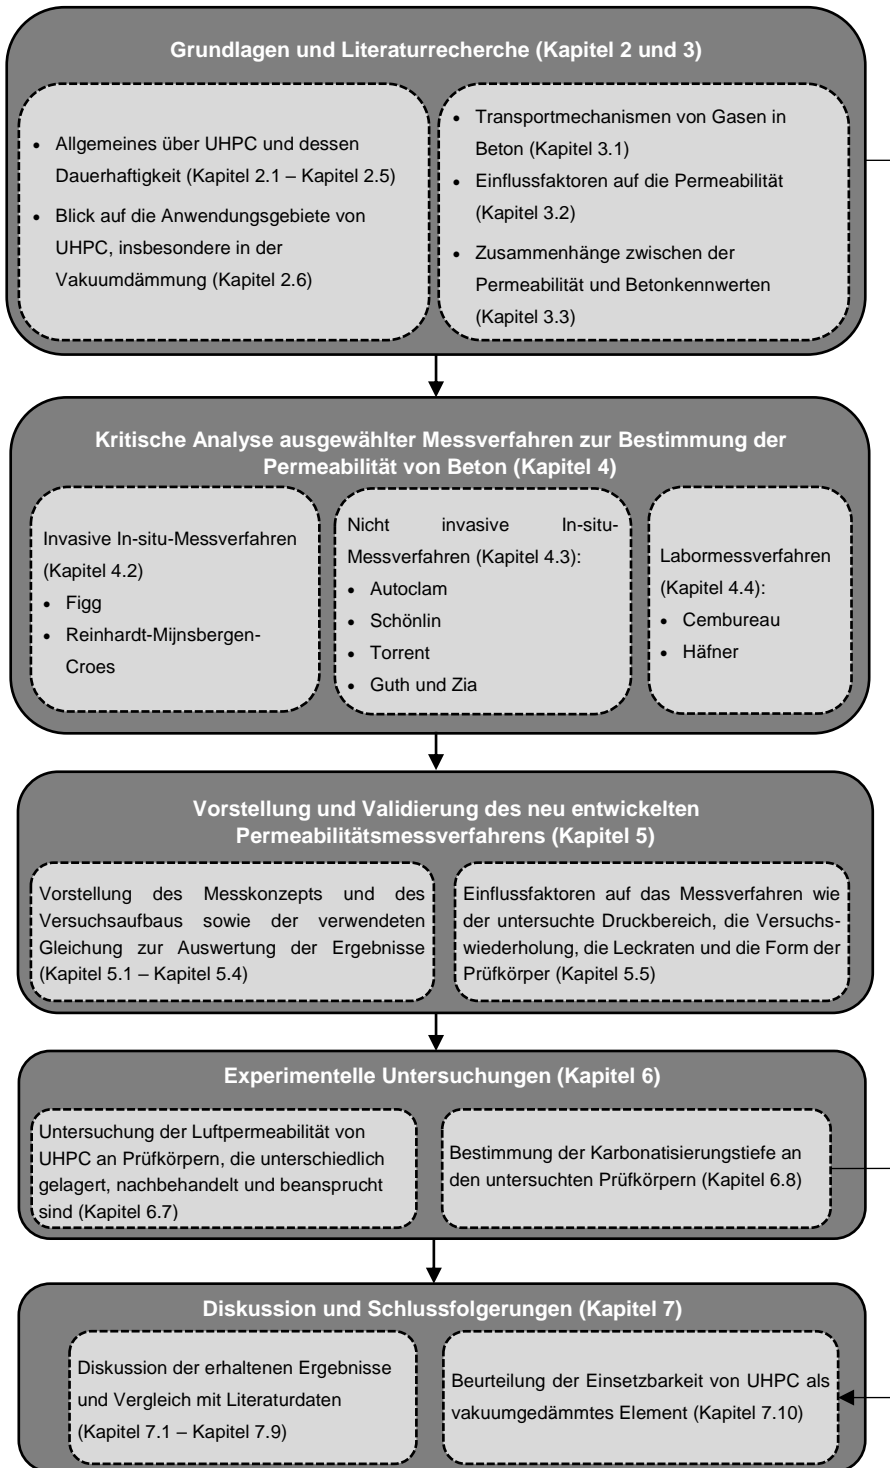 Grundlagen und Literaturrecherche (Kapitel 2 und 3)
• Allgemeines über UHPC und dessen
Dauerhaftigkeit (Kapitel 2.1 – Kapitel 2.5)
• Blick auf die Anwendungsgebiete von
UHPC, insbesondere in der
Vakuumdämmung (Kapitel 2.6)
• Transportmechanismen von Gasen in
Beton (Kapitel 3.1)
• Einflussfaktoren auf die Permeabilität
(Kapitel 3.2)
• Zusammenhänge zwischen der
Permeabilität und Betonkennwerten
(Kapitel 3.3)
Kritische Analyse ausgewählter Messverfahren zur Bestimmung der
Permeabilität von Beton (Kapitel 4)
Invasive In-situ-Messverfahren
(Kapitel 4.2)
• Figg
• Reinhardt-Mijnsbergen-
Croes
Nicht invasive In-situ-
Messverfahren (Kapitel 4.3):
• Autoclam
• Schönlin
• Torrent
• Guth und Zia
Labormessverfahren
(Kapitel 4.4):
• Cembureau
• Häfner
Vorstellung und Validierung des neu entwickelten
Permeabilitätsmessverfahrens (Kapitel 5)
Vorstellung des Messkonzepts und des
Versuchsaufbaus sowie der verwendeten
Gleichung zur Auswertung der Ergebnisse
(Kapitel 5.1 – Kapitel 5.4)
Einflussfaktoren auf das Messverfahren wie
der untersuchte Druckbereich, die Versuchs-
wiederholung, die Leckraten und die Form der
Prüfkörper (Kapitel 5.5)
Experimentelle Untersuchungen (Kapitel 6)
Untersuchung der Luftpermeabilität von
UHPC an Prüfkörpern, die unterschiedlich
gelagert, nachbehandelt und beansprucht
sind (Kapitel 6.7)
Bestimmung der Karbonatisierungstiefe an
den untersuchten Prüfkörpern (Kapitel 6.8)
Diskussion und Schlussfolgerungen (Kapitel 7)
Diskussion der erhaltenen Ergebnisse
und Vergleich mit Literaturdaten
(Kapitel 7.1 – Kapitel 7.9)
Beurteilung der Einsetzbarkeit von UHPC als
vakuumgedämmtes Element (Kapitel 7.10)